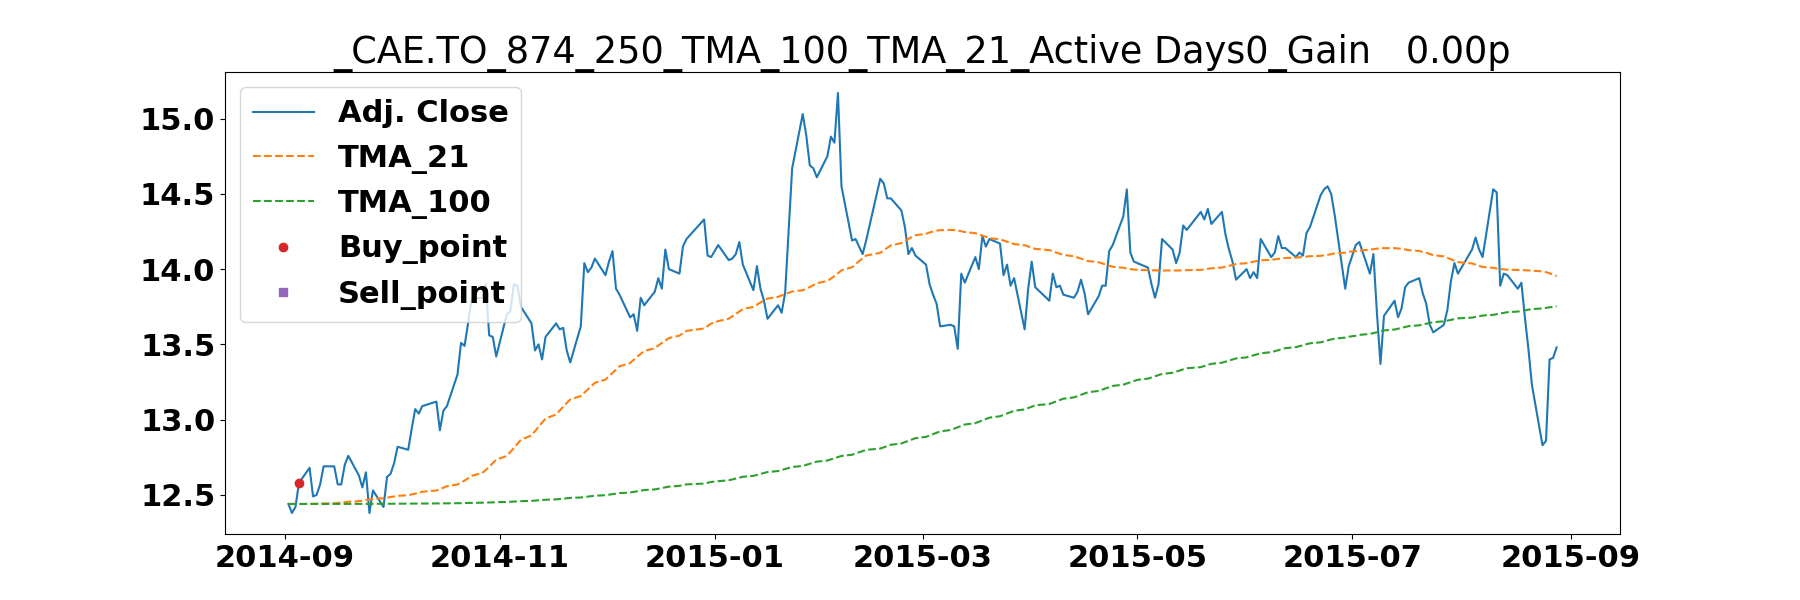 _CAE.TO_874_250_TMA_100_TMA_21_Active Days0_Gain   0.00p
Adj. Close
TMA_21
TMA_100
Buy_point
Sell_point
15.0
14.5
14.0
13.5
13.0
12.5
2014-09 2014-11 2015-01 2015-03 2015-05 2015-07 2015-09